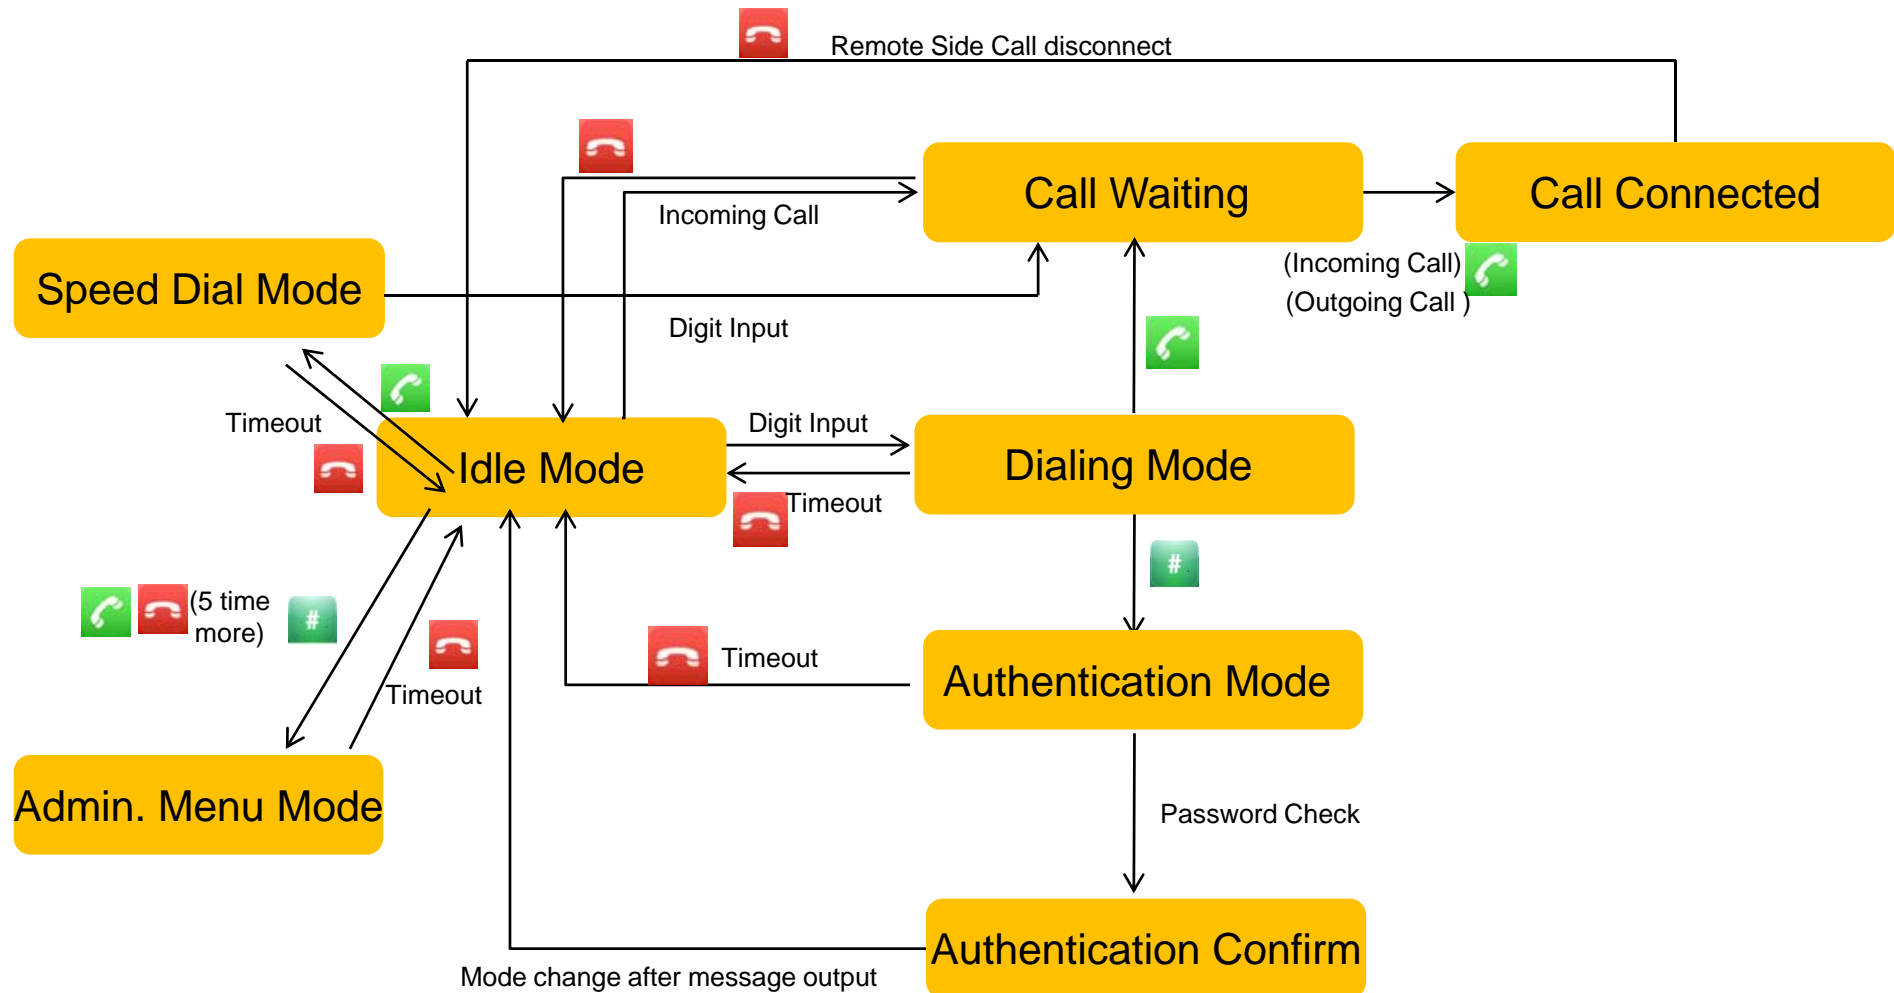 Remote Side Call disconnect
Call Waiting
Call Connected
Incoming Call
Speed Dial Mode
(Incoming Call)
(Outgoing Call )
Digit Input
Timeout
Digit Input
Idle Mode
Dialing Mode
Timeout
#
(5 time
more)
#
Timeout
Timeout
Authentication Mode
Admin. Menu Mode
Password Check
Authentication Confirm
Mode change after message output